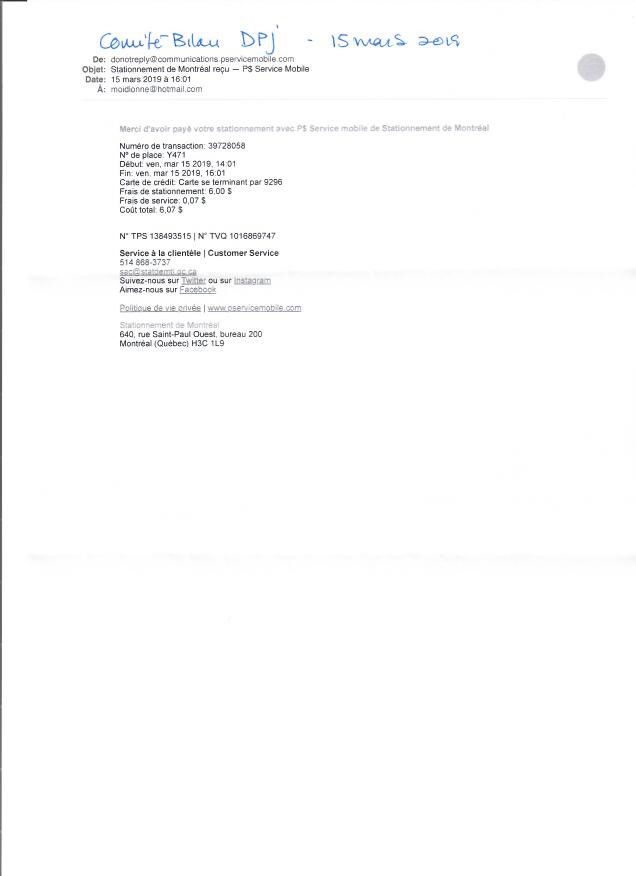 Comité Bilan DPJ - 15 mars 2019
De: donotreply@communications.pservicemobile.com
Objet: Stationnement de Montréal reçu — P$ Service Mobile
Date: 15 mars 2019 à 16:01
À: moidionne@hotmail.com
Merci d'avoir payé votre stationnement avec P$ Service mobile de Stationnement de Montréal
Numéro de transaction: 39728058
Nº de place: Y471
Début: ven, mar 15 2019, 14:01
Fin: ven, mar 15 2019, 16:01
Carte de crédit: Carte se terminant par 9296
Frais de stationnement: 6,00 $
Frais de service: 0,07 $
Coût total: 6,07 $
N° TPS 138493515 | N° TVQ 1016869747
Service à la clientèle | Customer Service
514 868-3737
sac@statdemtl.qc.ca
Suivez-nous sur Twitter ou sur Instagram
Aimez-nous sur Facebook
Politique de vie privée | www.pservicemobile.com
Stationnement de Montréal
640, rue Saint-Paul Ouest, bureau 200
Montréal (Québec) H3C 1L9